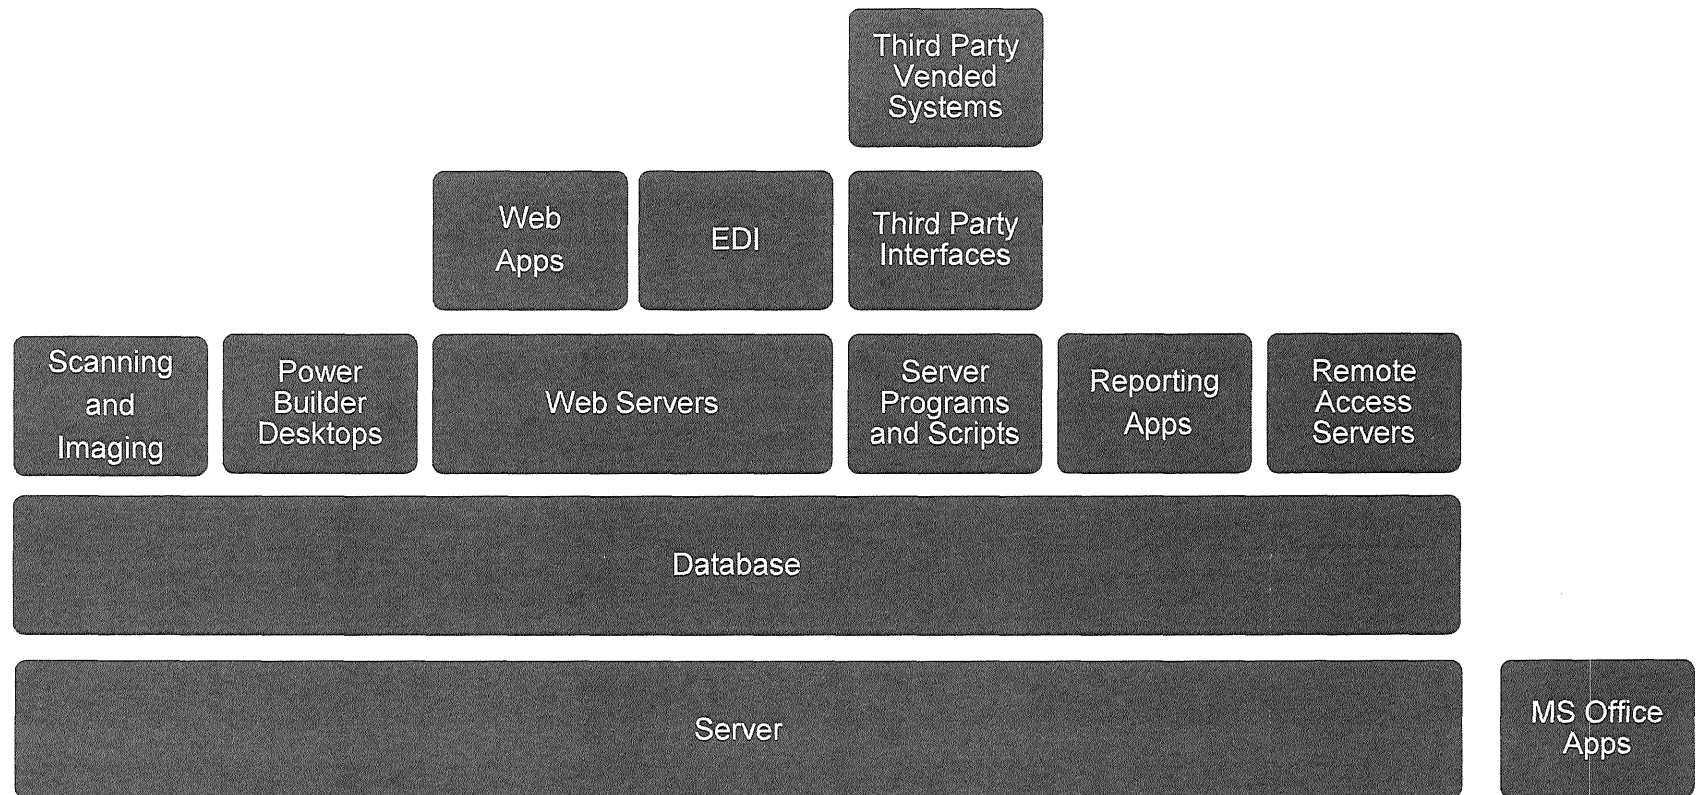 Third Party
Vended
Systems
Web
Apps
EDI
Third Party
Interfaces
Scanning
and
Imaging
Power
Builder
Desktops
Web Servers
Server
Programs
and Scripts
Reporting
Apps
Remote
Access
Servers
Database
Server
MS Office
Apps